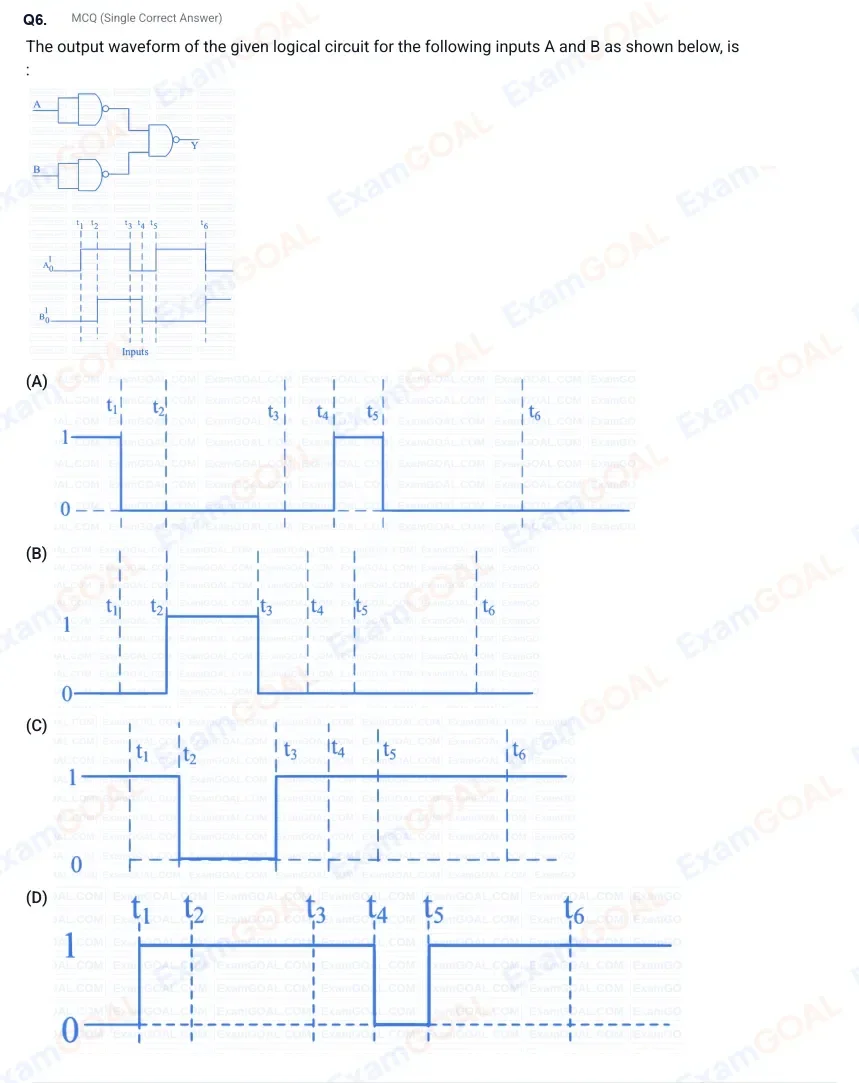 Q6. MCQ (Single Correct Answer)
The output waveform of the given logical circuit for the following inputs A and B as shown below, is
:
A
Y
B
t1 t2 t3 t4 t5 t6
A 1 0
B 1 0
Inputs
(A)
t1 t2 t3 t4 t5 t6
1
0
(B)
t1 t2 t3 t4 t5 t6
1
0
(C)
t1 t2 t3 t4 t5 t6
1
0
(D)
t1 t2 t3 t4 t5 t6
1
0
ExamGOAL